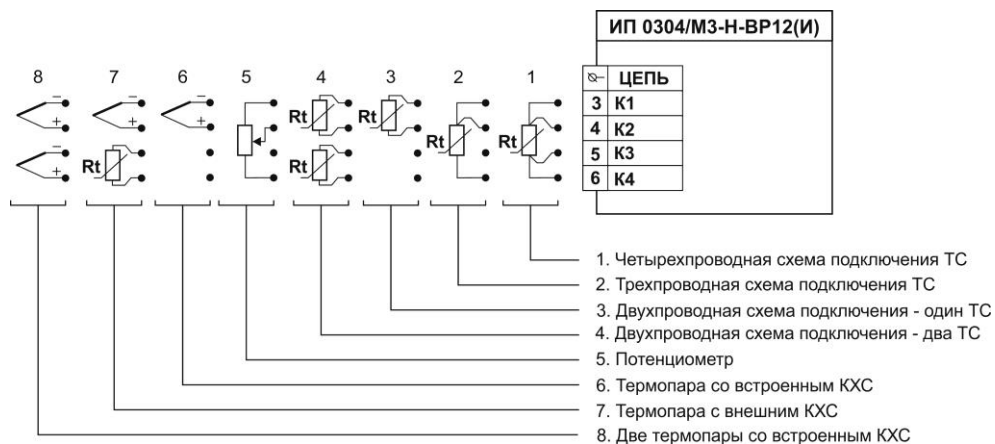 ИП 0304/М3-Н-ВР12(И)
8 7 6 5 4 3 2 1
ЦЕПЬ
3 К1
4 К2
5 К3
6 К4
− − − Rt Rt Rt Rt
+ + +
− Rt Rt
+
1. Четырехпроводная схема подключения ТС
2. Трехпроводная схема подключения ТС
3. Двухпроводная схема подключения - один ТС
4. Двухпроводная схема подключения - два ТС
5. Потенциометр
6. Термопара со встроенным КХС
7. Термопара с внешним КХС
8. Две термопары со встроенным КХС